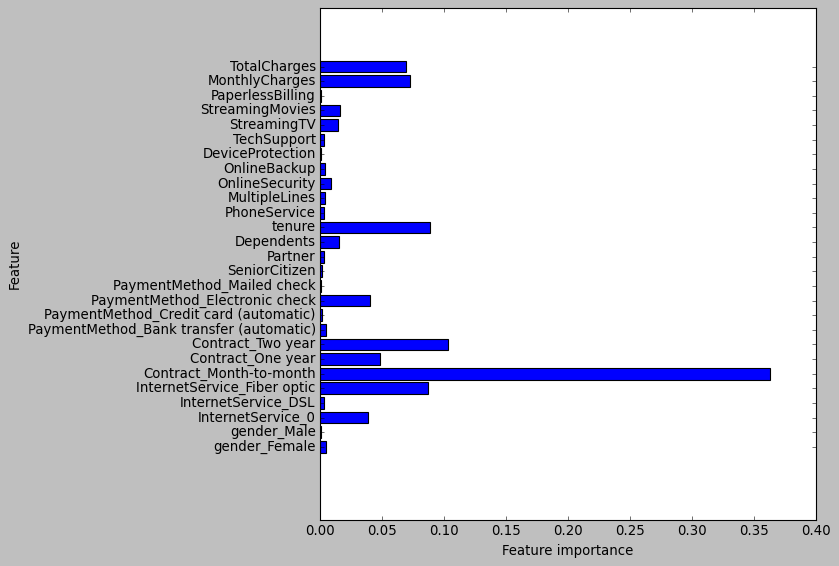 TotalCharges
MonthlyCharges
PaperlessBilling
StreamingMovies
StreamingTV
TechSupport
DeviceProtection
OnlineBackup
OnlineSecurity
MultipleLines
PhoneService
tenure
Dependents
Partner
SeniorCitizen
PaymentMethod_Mailed check
PaymentMethod_Electronic check
PaymentMethod_Credit card (automatic)
PaymentMethod_Bank transfer (automatic)
Contract_Two year
Contract_One year
Contract_Month-to-month
InternetService_Fiber optic
InternetService_DSL
InternetService_0
gender_Male
gender_Female
Feature
0.00 0.05 0.10 0.15 0.20 0.25 0.30 0.35 0.40
Feature importance